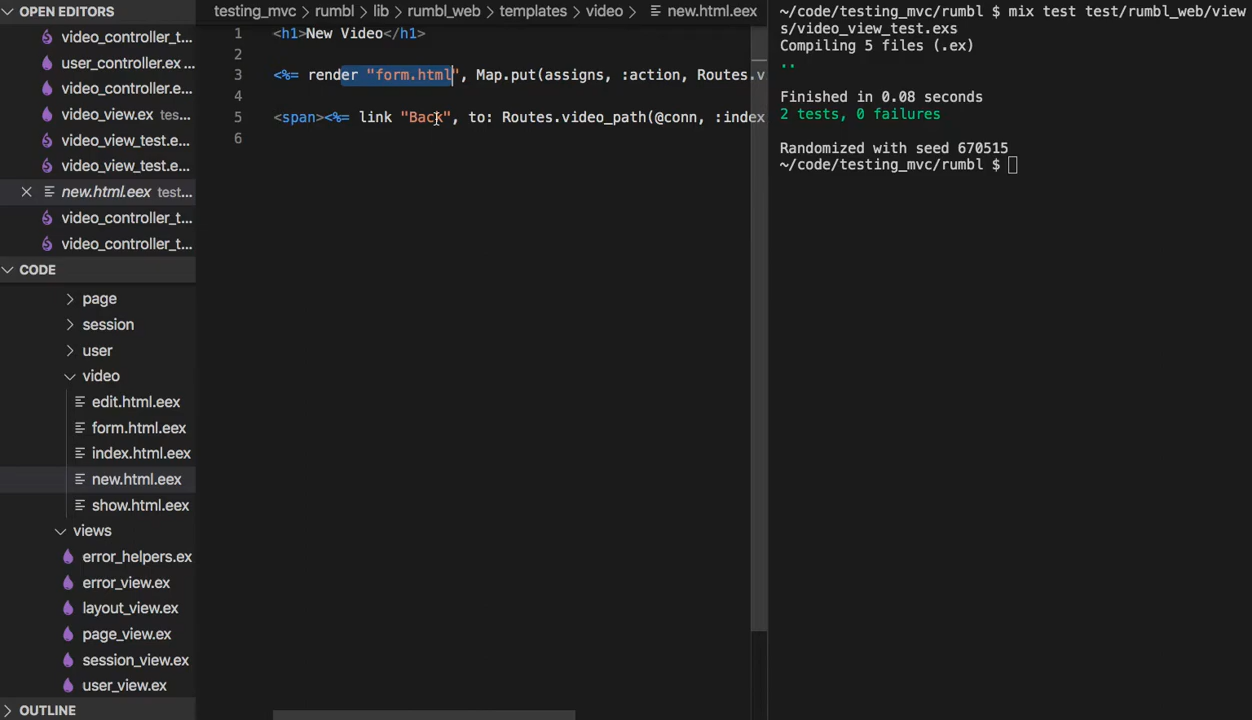 OPEN EDITORS
video_controller_t...
user_controller.ex ...
video_controller.e...
video_view.ex test...
video_view_test.e...
video_view_test.e...
new.html.eex test...
video_controller_t...
video_controller_t...
CODE
page
session
user
video
edit.html.eex
form.html.eex
index.html.eex
new.html.eex
show.html.eex
views
error_helpers.ex
error_view.ex
layout_view.ex
page_view.ex
session_view.ex
user_view.ex
OUTLINE
testing_mvc > rumbl > lib > rumbl_web > templates > video > new.html.eex
1 <h1>New Video</h1>
2
3 <%= render "form.html", Map.put(assigns, :action, Routes.v
4
5 <span><%= link "Back", to: Routes.video_path(@conn, :index
6
~/code/testing_mvc/rumbl $ mix test test/rumbl_web/view
s/video_view_test.exs
Compiling 5 files (.ex)
..
Finished in 0.08 seconds
2 tests, 0 failures
Randomized with seed 670515
~/code/testing_mvc/rumbl $